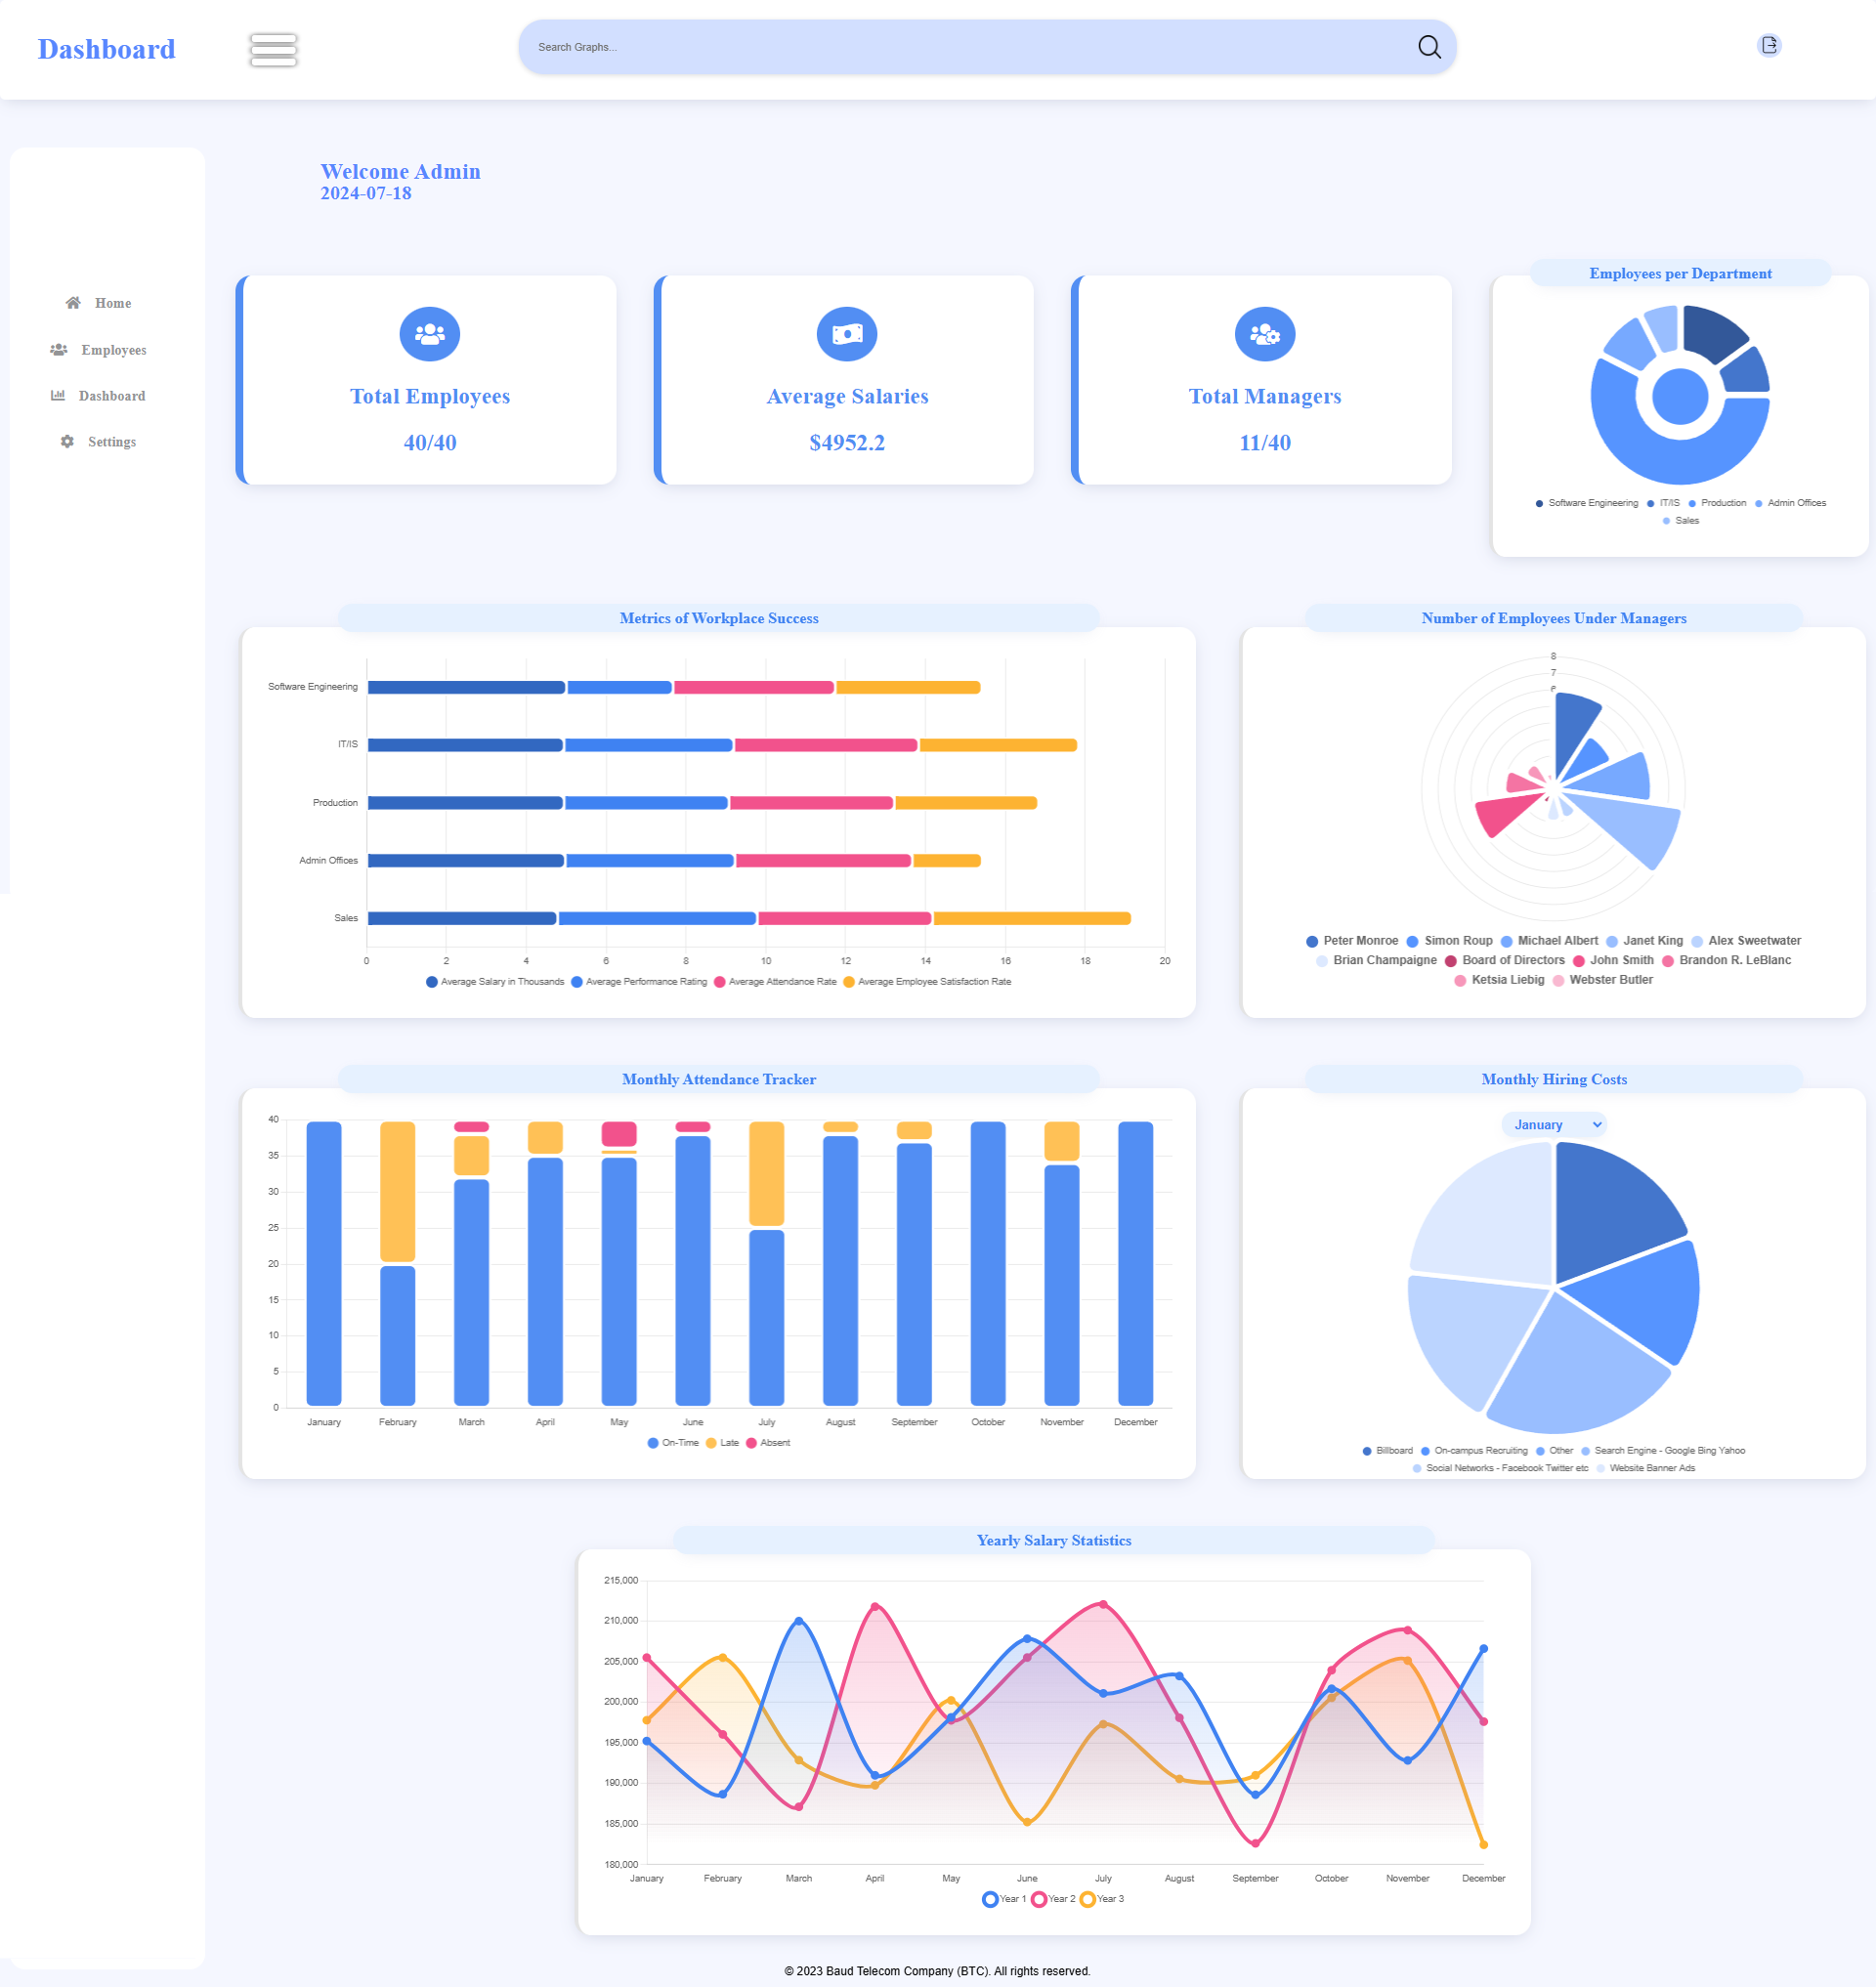 Dashboard
Search Graphs...
Welcome Admin
2024-07-18
Home
Employees
Dashboard
Settings
Total Employees
40/40
Average Salaries
$4952.2
Total Managers
11/40
Employees per Department
Software Engineering IT/IS Production Admin Offices
Sales
Metrics of Workplace Success
Software Engineering
IT/IS
Production
Admin Offices
Sales
0 2 4 6 8 10 12 14 16 18 20
Average Salary in Thousands Average Performance Rating Average Attendance Rate Average Employee Satisfaction Rate
Number of Employees Under Managers
8
7
6
Peter Monroe Simon Roup Michael Albert Janet King Alex Sweetwater
Brian Champaigne Board of Directors John Smith Brandon R. LeBlanc
Ketsia Liebig Webster Butler
Monthly Attendance Tracker
40
35
30
25
20
15
10
5
0
January February March April May June July August September October November December
On-Time Late Absent
Monthly Hiring Costs
January
Billboard On-campus Recruiting Other Search Engine - Google Bing Yahoo
Social Networks - Facebook Twitter etc Website Banner Ads
Yearly Salary Statistics
215,000
210,000
205,000
200,000
195,000
190,000
185,000
180,000
January February March April May June July August September October November December
Year 1 Year 2 Year 3
© 2023 Baud Telecom Company (BTC). All rights reserved.